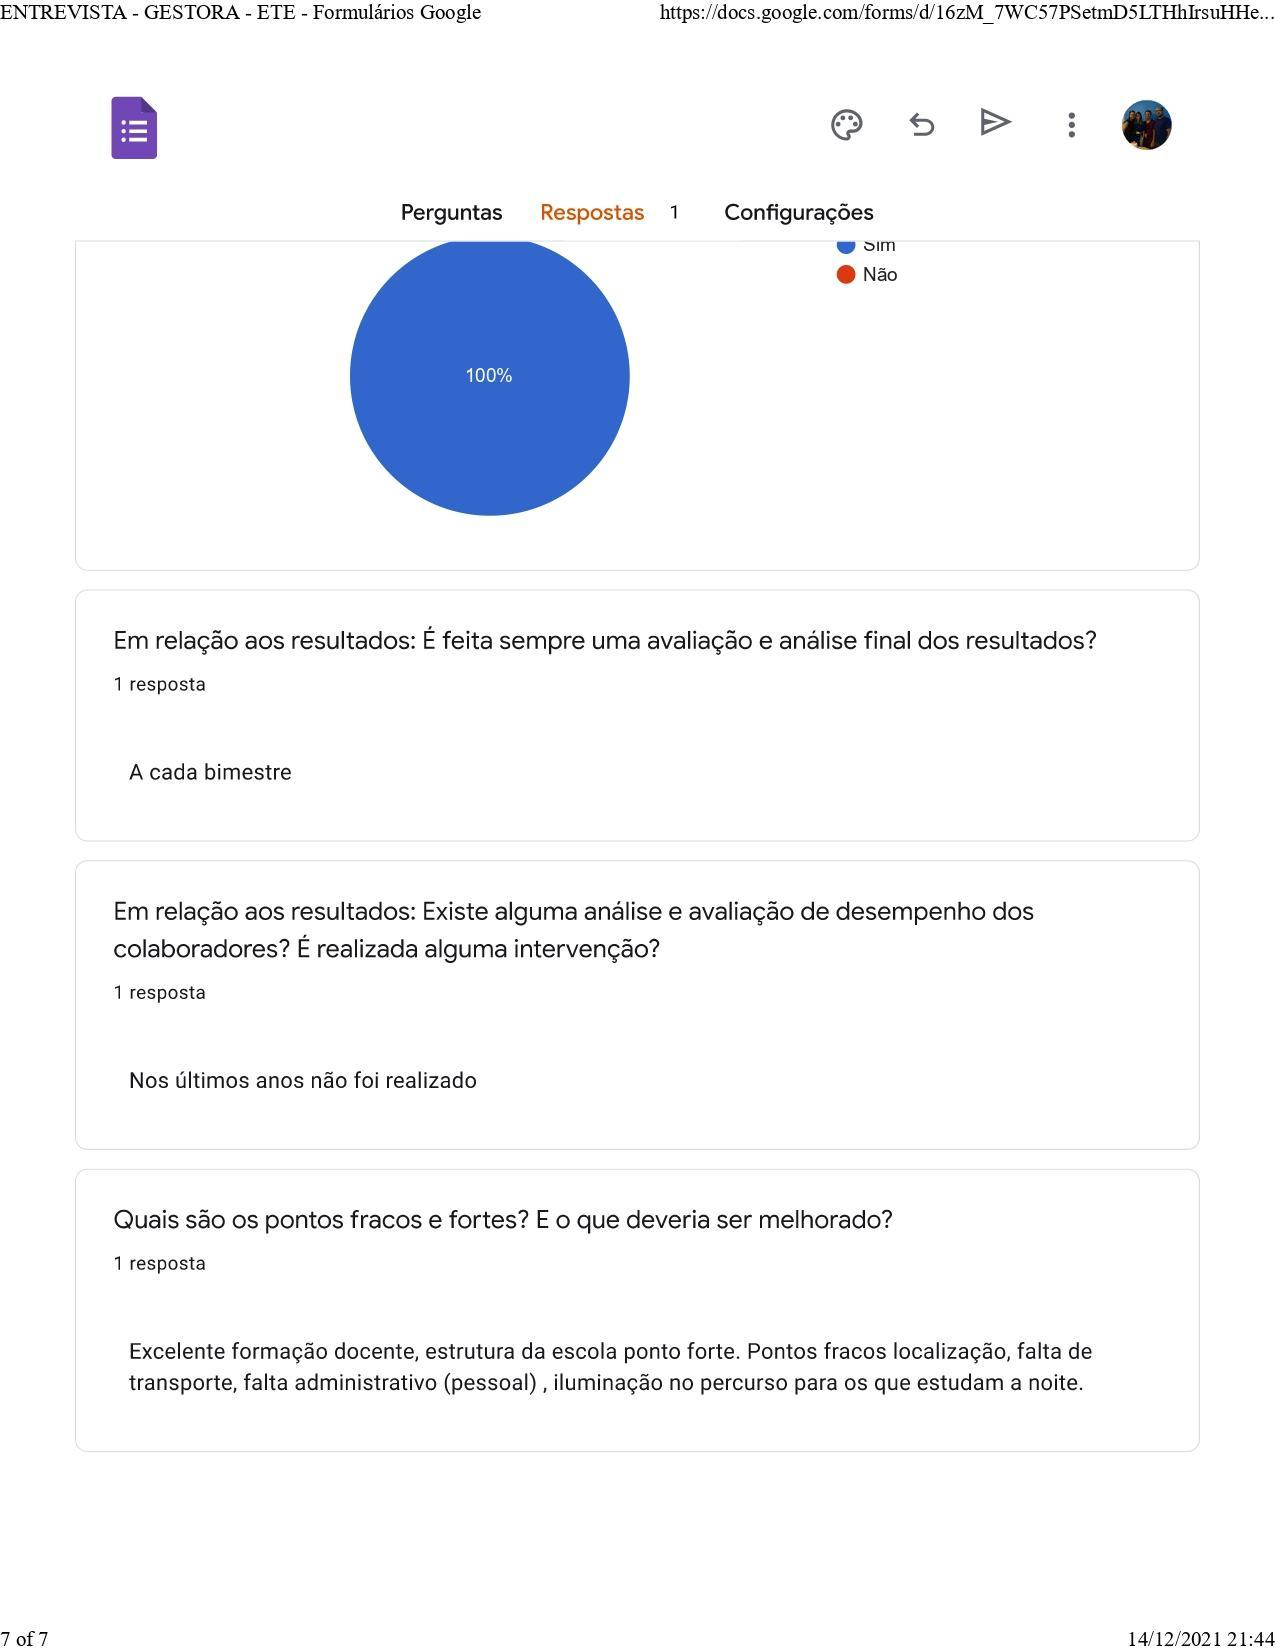 ENTREVISTA - GESTORA - ETE - Formulários Google
https://docs.google.com/forms/d/16zM_7WC57PSetmD5LTHhIrsuHHe...
Perguntas
Respostas
1
Configurações
Sim
Não
100%
Em relação aos resultados: É feita sempre uma avaliação e análise final dos resultados?
1 resposta
A cada bimestre
Em relação aos resultados: Existe alguma análise e avaliação de desempenho dos
colaboradores? É realizada alguma intervenção?
1 resposta
Nos últimos anos não foi realizado
Quais são os pontos fracos e fortes? E o que deveria ser melhorado?
1 resposta
Excelente formação docente, estrutura da escola ponto forte. Pontos fracos localização, falta de
transporte, falta administrativo (pessoal) , iluminação no percurso para os que estudam a noite.
7 of 7
14/12/2021 21:44